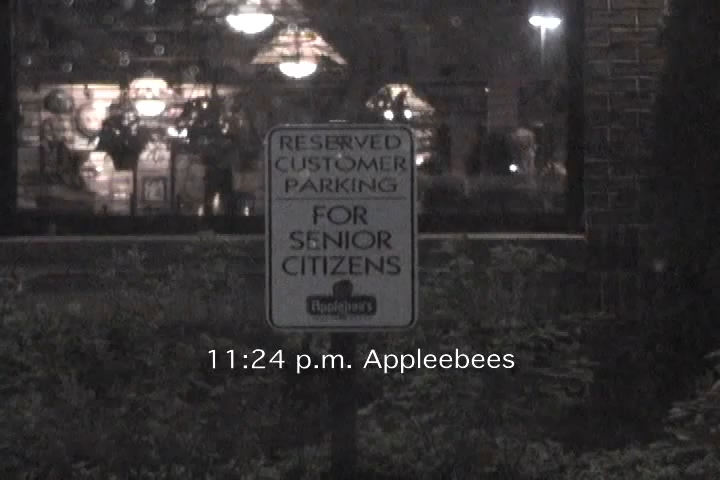 RESERVED
CUSTOMER
PARKING
FOR
SENIOR
CITIZENS
Applebee's
11:24 p.m. Appleebees